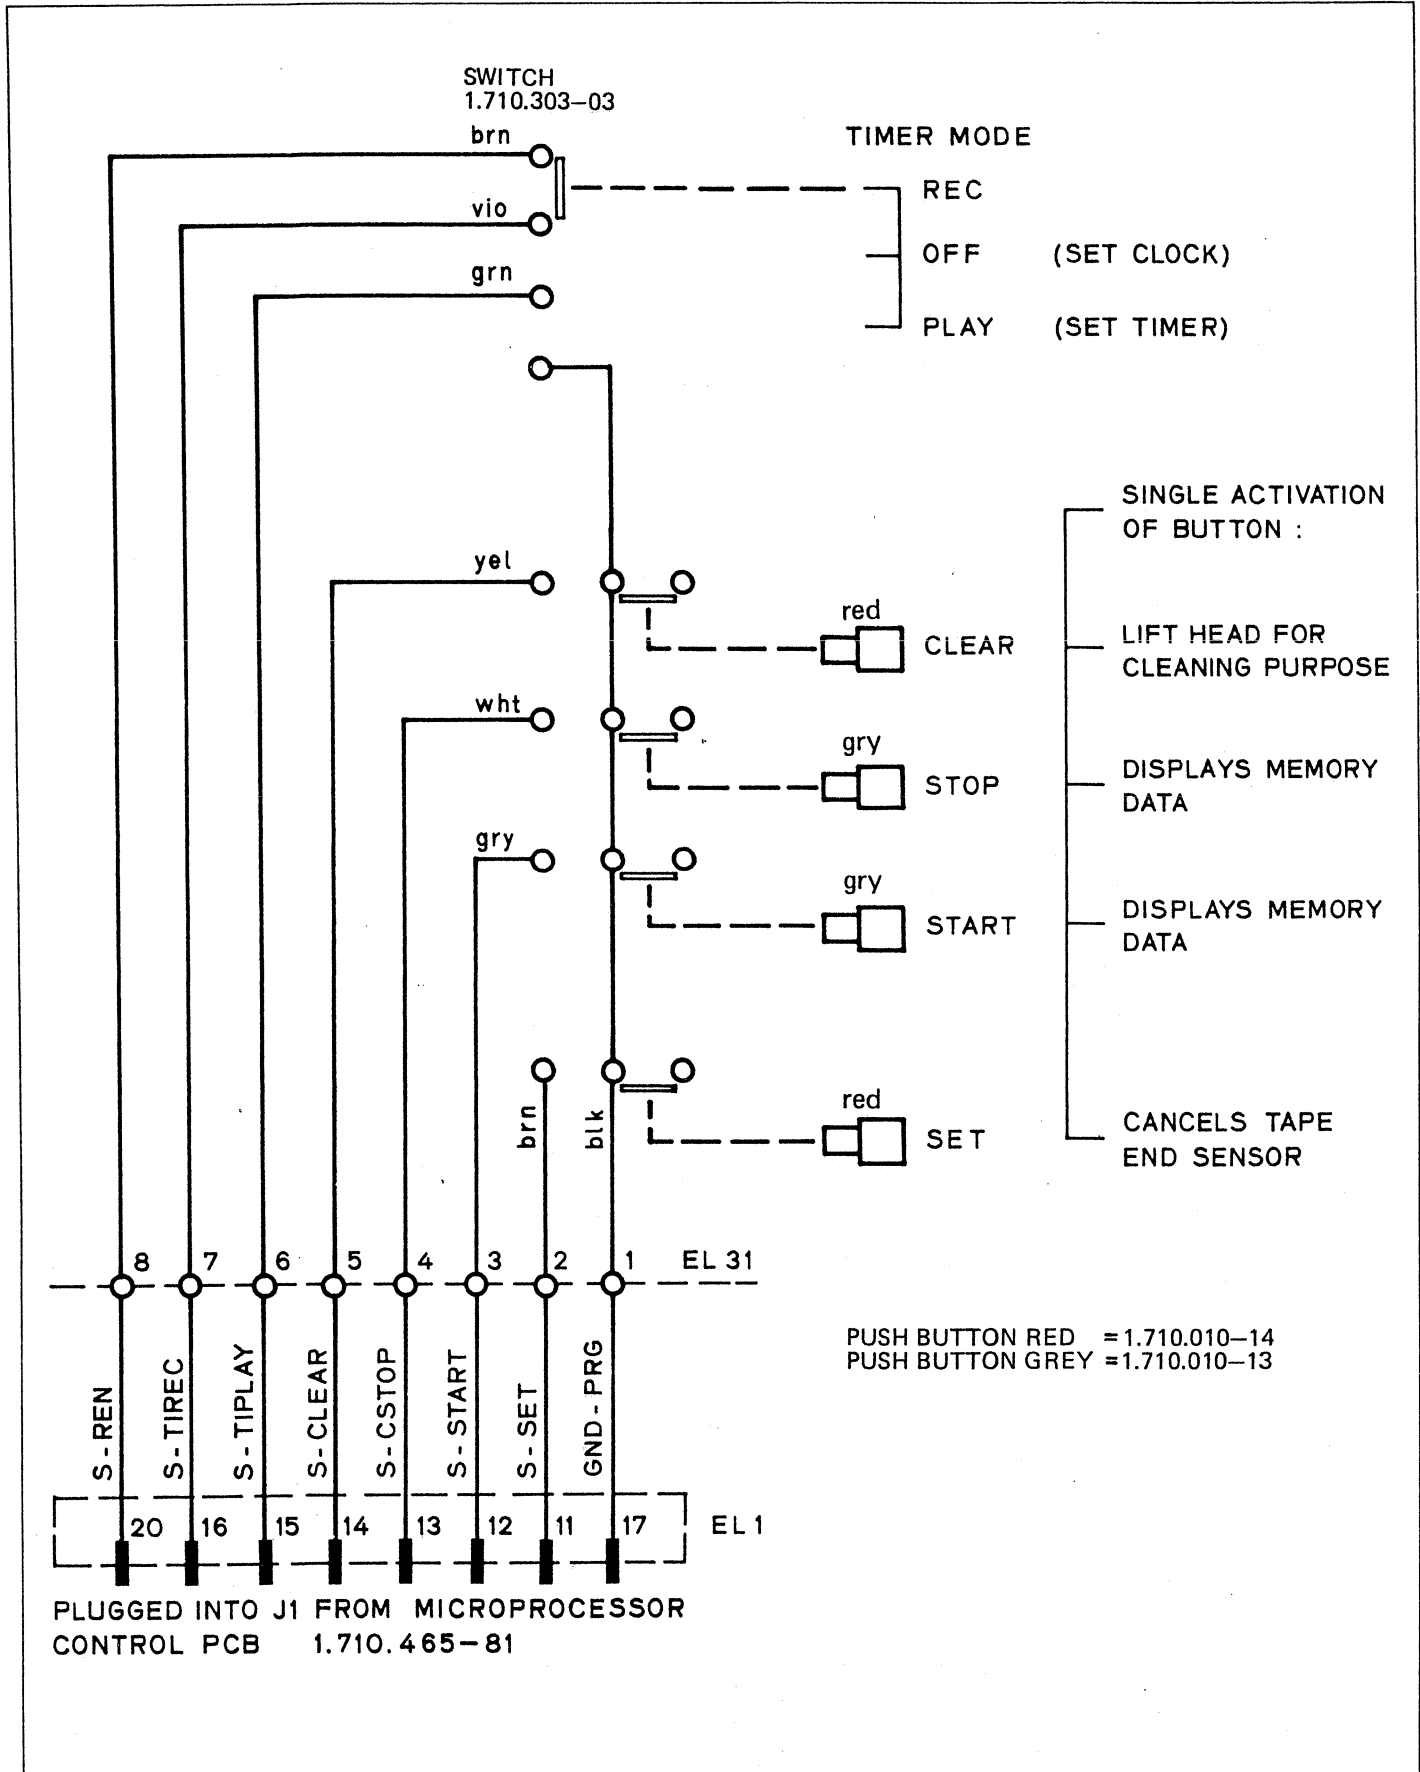 SWITCH
1.710.303-03
brn
TIMER MODE
REC
vio
OFF (SET CLOCK)
grn
PLAY (SET TIMER)
SINGLE ACTIVATION
OF BUTTON :
yel
red
CLEAR
LIFT HEAD FOR
CLEANING PURPOSE
wht
gry
STOP
DISPLAYS MEMORY
DATA
gry
gry
START
DISPLAYS MEMORY
DATA
brn
blk
red
SET
CANCELS TAPE
END SENSOR
8 7 6 5 4 3 2 1 EL 31
PUSH BUTTON RED =1.710.010-14
PUSH BUTTON GREY =1.710.010-13
S-REN
S-TIREC
S-TIPLAY
S-CLEAR
S-CSTOP
S-START
S-SET
GND-PRG
20 16 15 14 13 12 11 17 EL1
PLUGGED INTO J1 FROM MICROPROCESSOR
CONTROL PCB 1.710.465-81